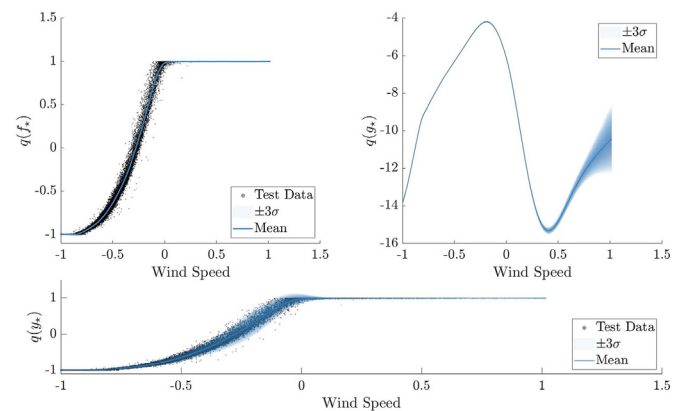 1.5
1
0.5
0
-0.5
-1
q(f⋆)
-1 -0.5 0 0.5 1 1.5
Wind Speed
Test Data
±3σ
Mean
-4
-6
-8
-10
-12
-14
-16
q(g⋆)
-1 -0.5 0 0.5 1 1.5
Wind Speed
±3σ
Mean
1
0
-1
q(y⋆)
-1 -0.5 0 0.5 1 1.5
Wind Speed
Test Data
±3σ
Mean